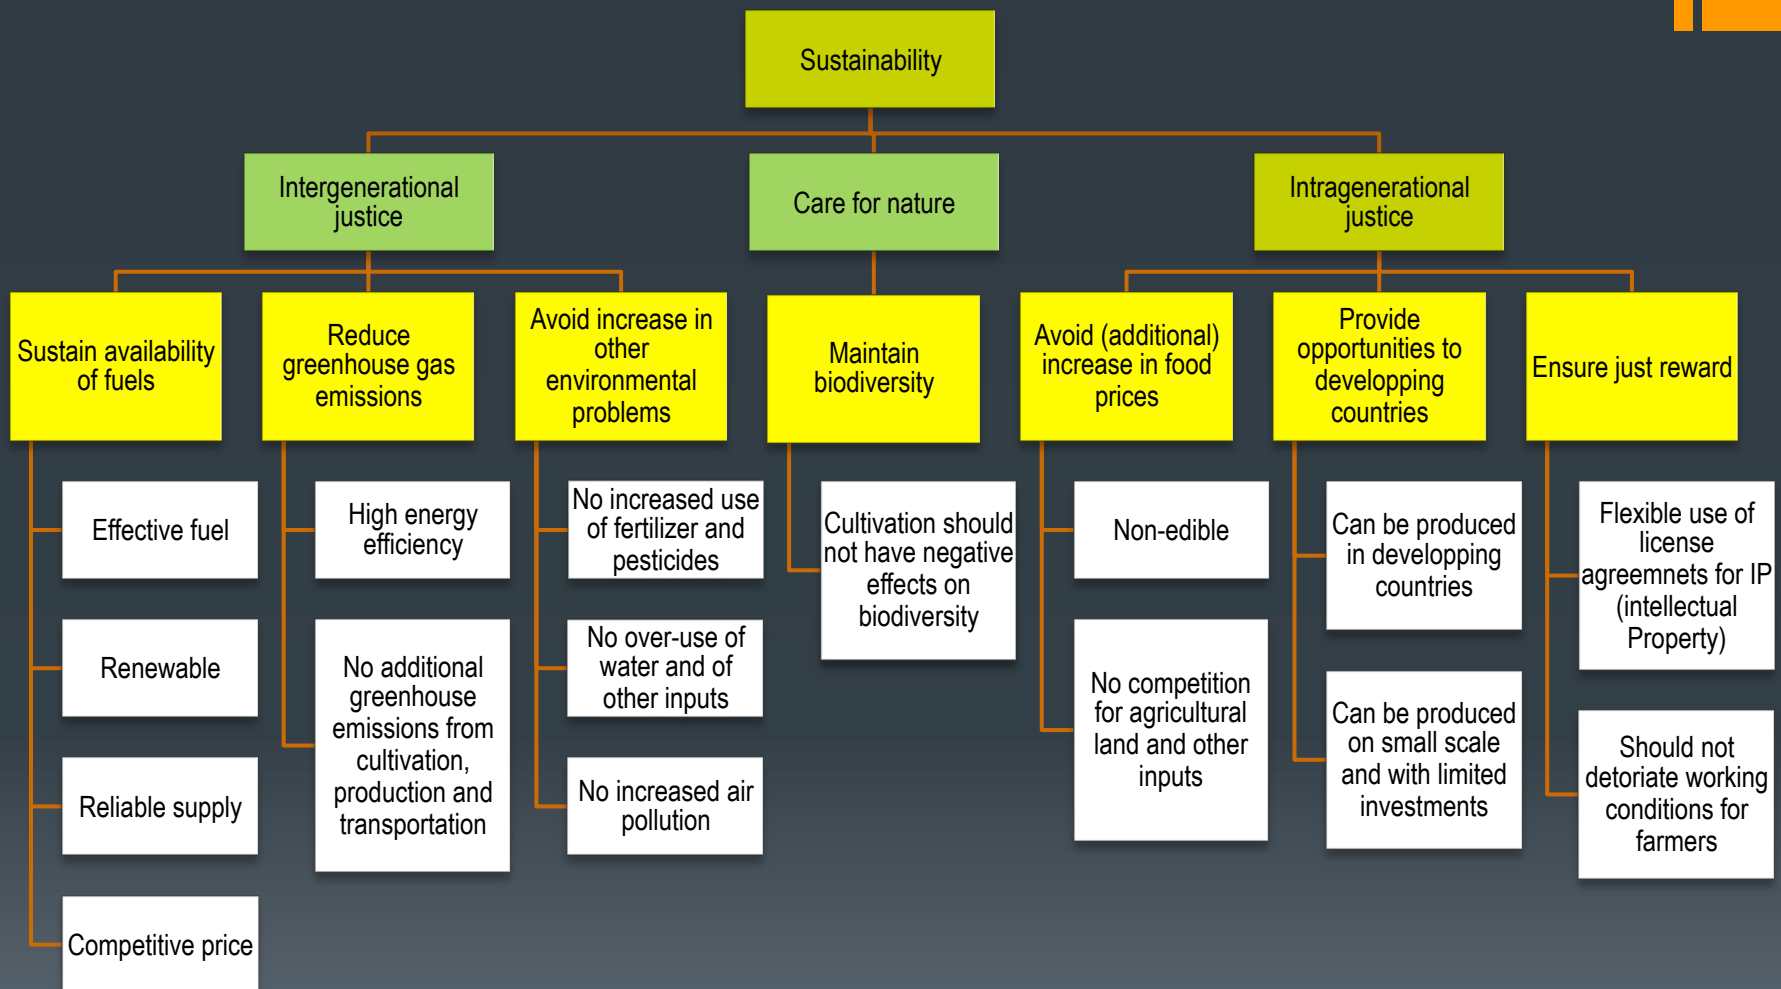 Sustainability
Intergenerational
justice
Care for nature
Intragenerational
justice
Sustain availability
of fuels
Reduce
greenhouse gas
emissions
Avoid increase in
other
environmental
problems
Maintain
biodiversity
Avoid (additional)
increase in food
prices
Provide
opportunities to
developping
countries
Ensure just reward
Effective fuel
Renewable
Reliable supply
Competitive price
High energy
efficiency
No additional
greenhouse
emissions from
cultivation,
production and
transportation
No increased use
of fertilizer and
pesticides
No over-use of
water and of
other inputs
No increased air
pollution
Cultivation should
not have negative
effects on
biodiversity
Non-edible
No competition
for agricultural
land and other
inputs
Can be produced
in developping
countries
Can be produced
on small scale
and with limited
investments
Flexible use of
license
agreemnets for IP
(intellectual
Property)
Should not
detoriate working
conditions for
farmers